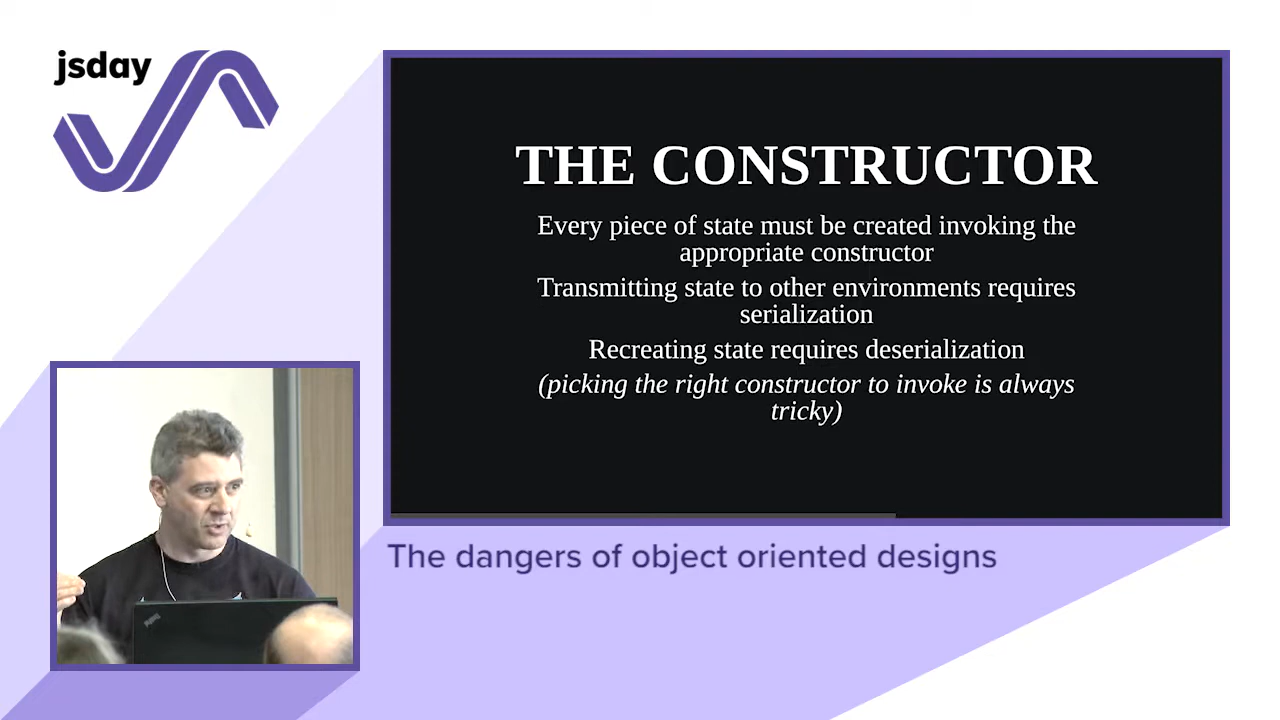 jsday
THE CONSTRUCTOR
Every piece of state must be created invoking the
appropriate constructor
Transmitting state to other environments requires
serialization
Recreating state requires deserialization
(picking the right constructor to invoke is always
tricky)
The dangers of object oriented designs